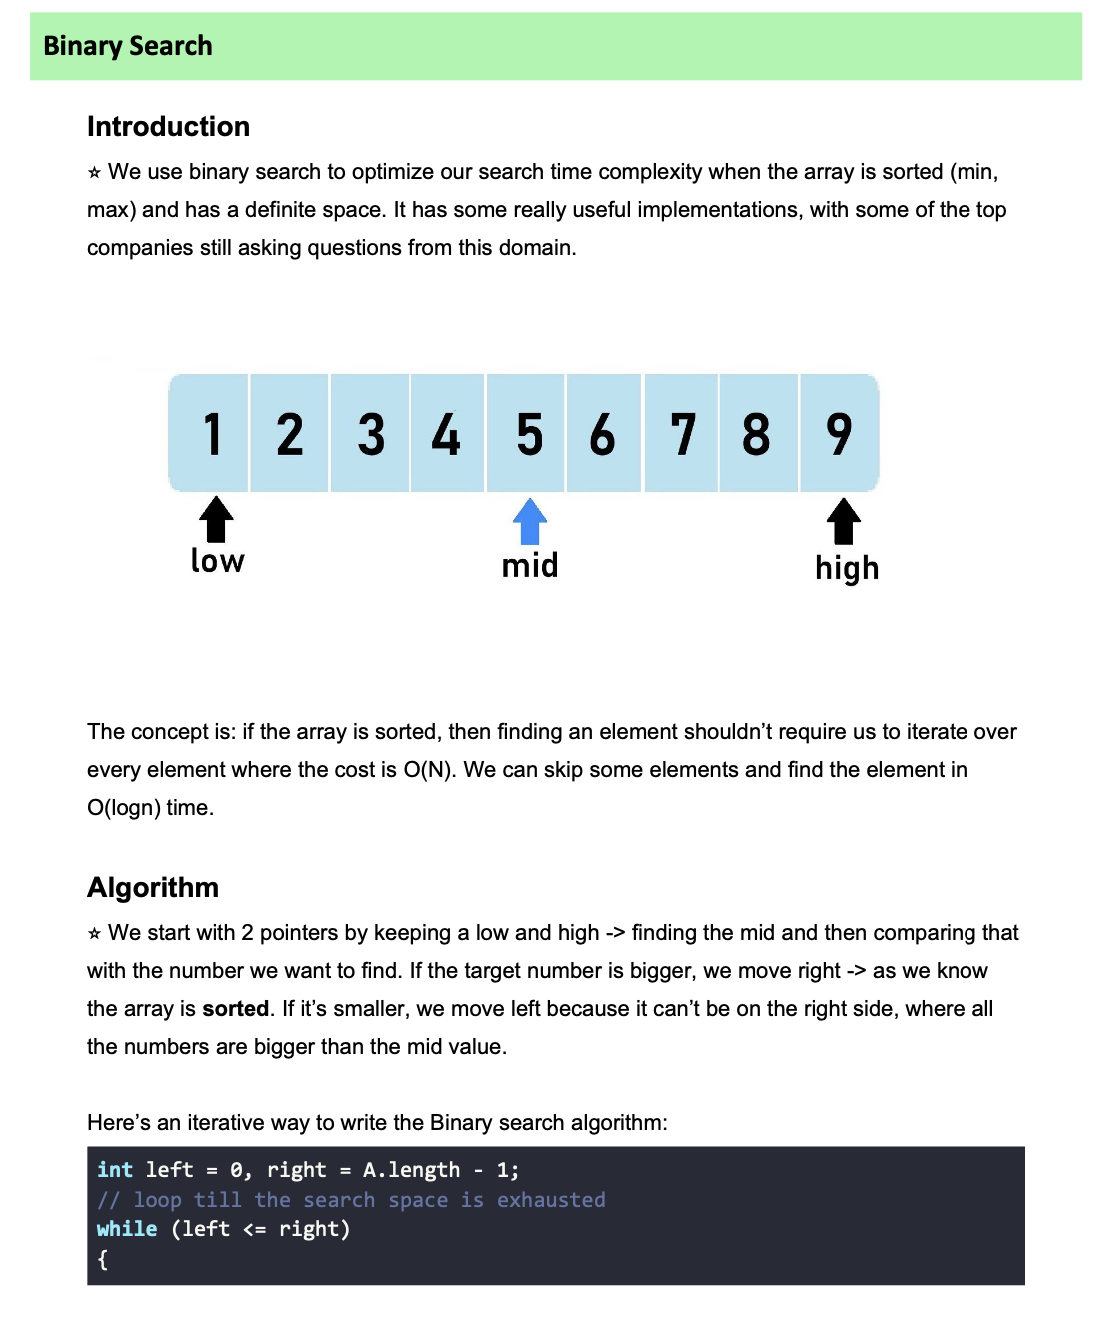 Binary Search
Introduction
☆ We use binary search to optimize our search time complexity when the array is sorted (min,
max) and has a definite space. It has some really useful implementations, with some of the top
companies still asking questions from this domain.
1 2 3 4 5 6 7 8 9
low mid high
The concept is: if the array is sorted, then finding an element shouldn’t require us to iterate over
every element where the cost is O(N). We can skip some elements and find the element in
O(logn) time.
Algorithm
☆ We start with 2 pointers by keeping a low and high -> finding the mid and then comparing that
with the number we want to find. If the target number is bigger, we move right -> as we know
the array is sorted. If it’s smaller, we move left because it can’t be on the right side, where all
the numbers are bigger than the mid value.
Here’s an iterative way to write the Binary search algorithm:
int left = 0, right = A.length - 1;
// loop till the search space is exhausted
while (left <= right)
{